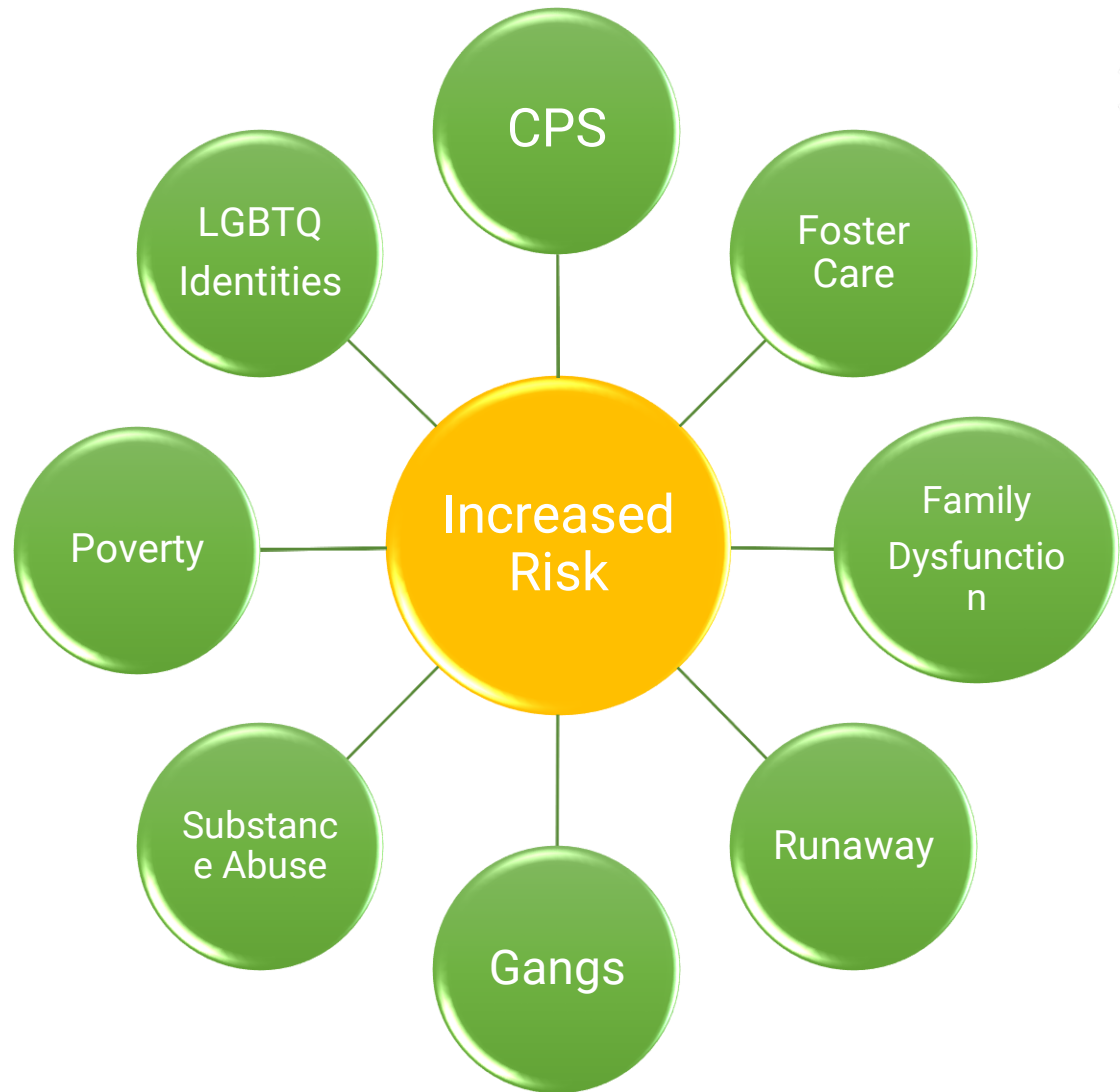 CPS
Foster
Care
Family
Dysfunctio
n
Runaway
Gangs
Substanc
e Abuse
Poverty
LGBTQ
Identities
Increased
Risk